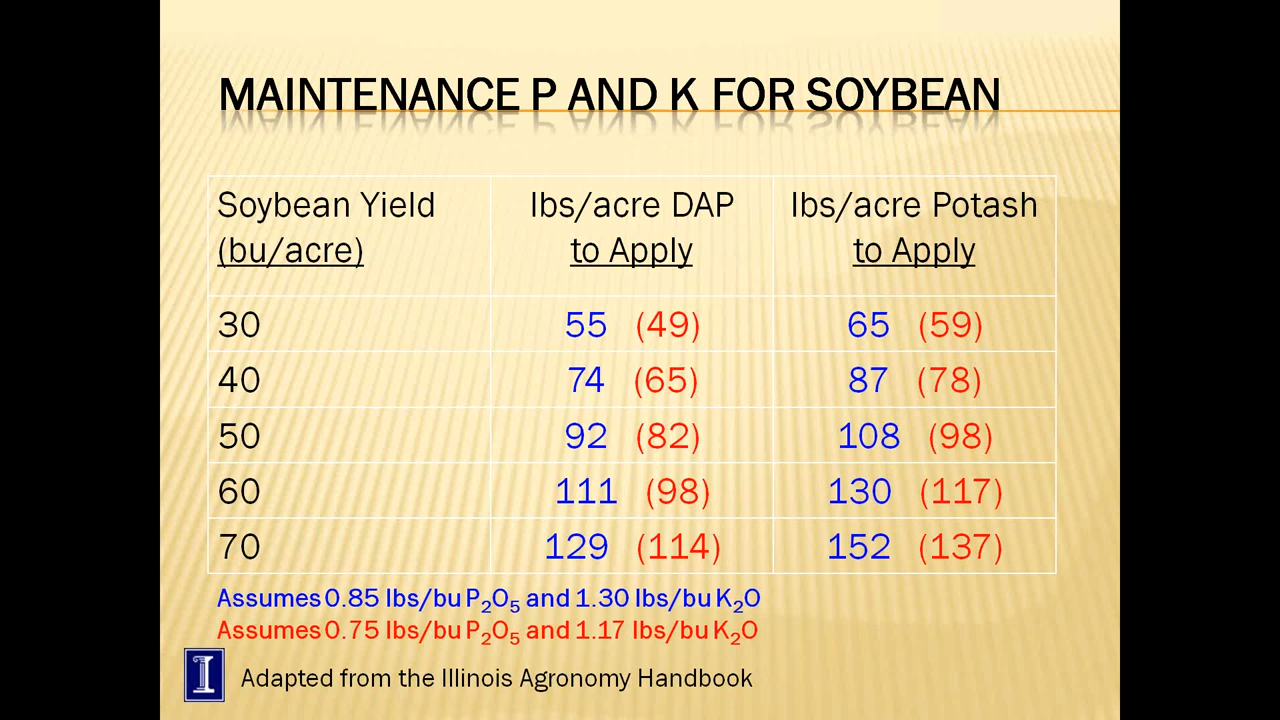 MAINTENANCE P AND K FOR SOYBEAN
Soybean Yield lbs/acre DAP lbs/acre Potash
(bu/acre) to Apply to Apply
30 55 (49) 65 (59)
40 74 (65) 87 (78)
50 92 (82) 108 (98)
60 111 (98) 130 (117)
70 129 (114) 152 (137)
Assumes 0.85 lbs/bu P₂O₅ and 1.30 lbs/bu K₂O
Assumes 0.75 lbs/bu P₂O₅ and 1.17 lbs/bu K₂O
I
Adapted from the Illinois Agronomy Handbook